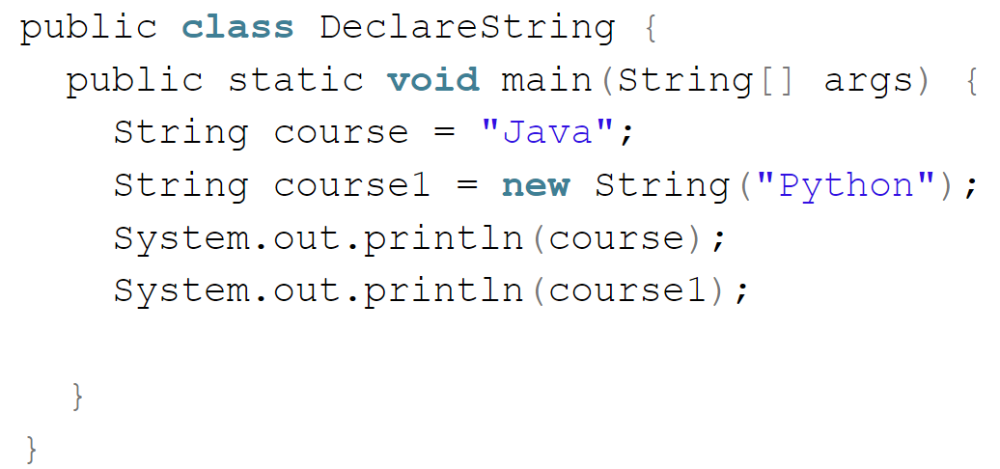 public class DeclareString {
  public static void main(String[] args) {
    String course = "Java";
    String course1 = new String("Python");
    System.out.println(course);
    System.out.println(course1);
  }
}